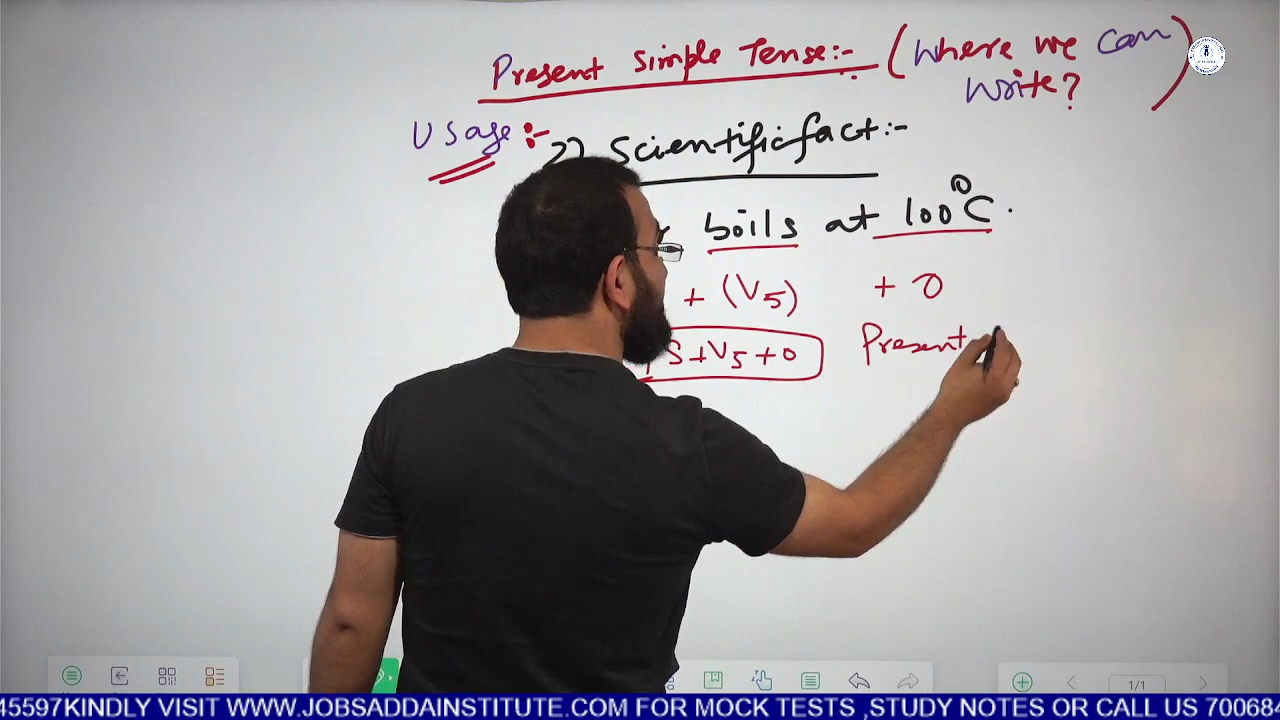 Present Simple Tense:- (Where we can
write?)
Usage:- 2) Scientific fact:-
boils at 100°C.
+ (V5) + O
S+V5+O Present
1/1
45597KINDLY VISIT WWW.JOBSADDAINSTITUTE.COM FOR MOCK TESTS ,STUDY NOTES OR CALL US 700684